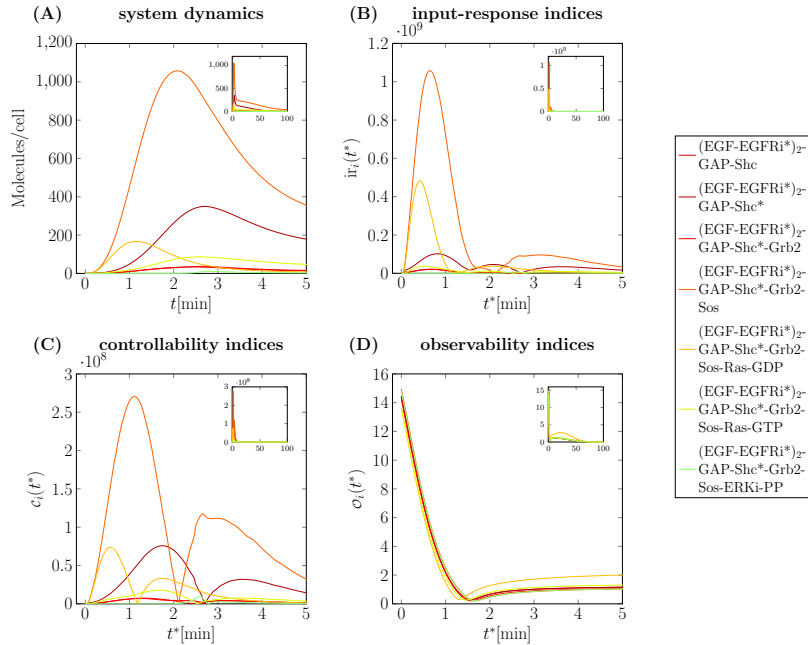 (A) system dynamics
1,200
1,000
800
600
400
200
0
Molecules/cell
0 1 2 3 4 5
t[min]
1,000
500
0
0 50 100
(B) input-response indices
·10⁹
1.2
1
0.8
0.6
0.4
0.2
0
irᵢ(t*)
0 1 2 3 4 5
t*[min]
·10⁹
1
0.5
0
0 50 100
(C) controllability indices
·10⁸
3
2.5
2
1.5
1
0.5
0
cᵢ(t*)
0 1 2 3 4 5
t*[min]
·10⁸
3
2
1
0
0 50 100
(D) observability indices
16
14
12
10
8
6
4
2
0
𝒪ᵢ(t*)
0 1 2 3 4 5
t*[min]
15
10
5
0
0 50 100
(EGF-EGFRi*)₂-
GAP-Shc
(EGF-EGFRi*)₂-
GAP-Shc*
(EGF-EGFRi*)₂-
GAP-Shc*-Grb2
(EGF-EGFRi*)₂-
GAP-Shc*-Grb2-
Sos
(EGF-EGFRi*)₂-
GAP-Shc*-Grb2-
Sos-Ras-GDP
(EGF-EGFRi*)₂-
GAP-Shc*-Grb2-
Sos-Ras-GTP
(EGF-EGFRi*)₂-
GAP-Shc*-Grb2-
Sos-ERKi-PP